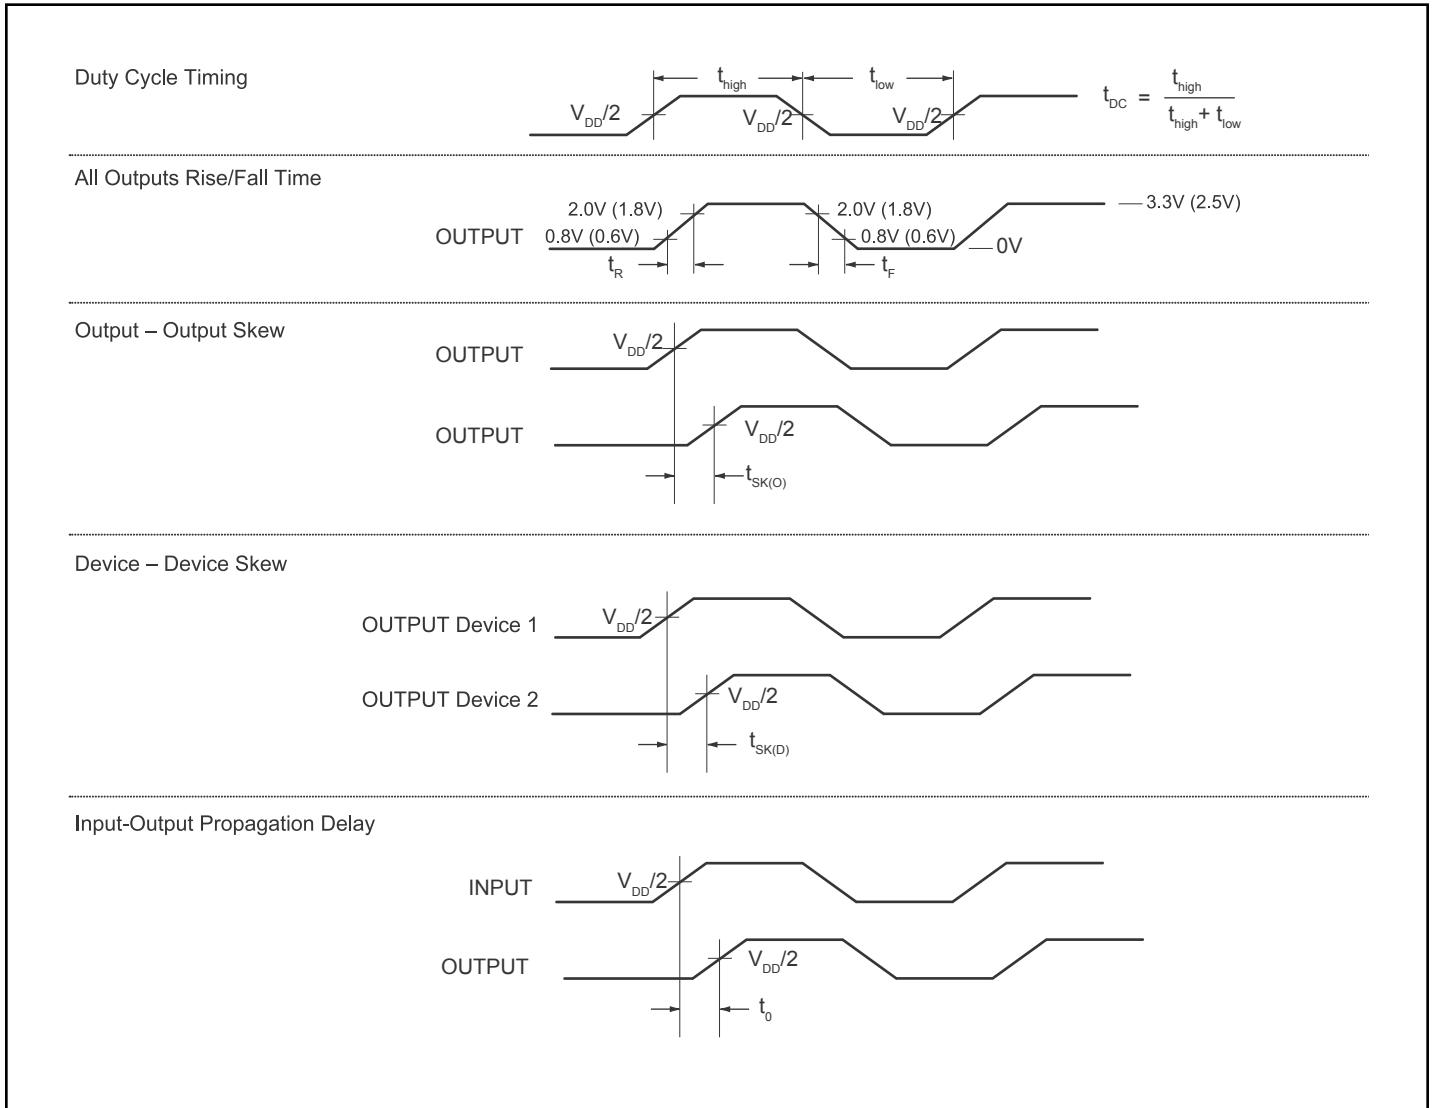 Duty Cycle Timing
t_high
t_low
V_DD/2
V_DD/2
V_DD/2
t_DC = t_high / t_high + t_low
All Outputs Rise/Fall Time
OUTPUT
2.0V (1.8V)
0.8V (0.6V)
2.0V (1.8V)
0.8V (0.6V)
3.3V (2.5V)
0V
t_R
t_F
Output – Output Skew
OUTPUT
V_DD/2
OUTPUT
V_DD/2
t_SK(O)
Device – Device Skew
OUTPUT Device 1
V_DD/2
OUTPUT Device 2
V_DD/2
t_SK(D)
Input-Output Propagation Delay
INPUT
V_DD/2
OUTPUT
V_DD/2
t_0